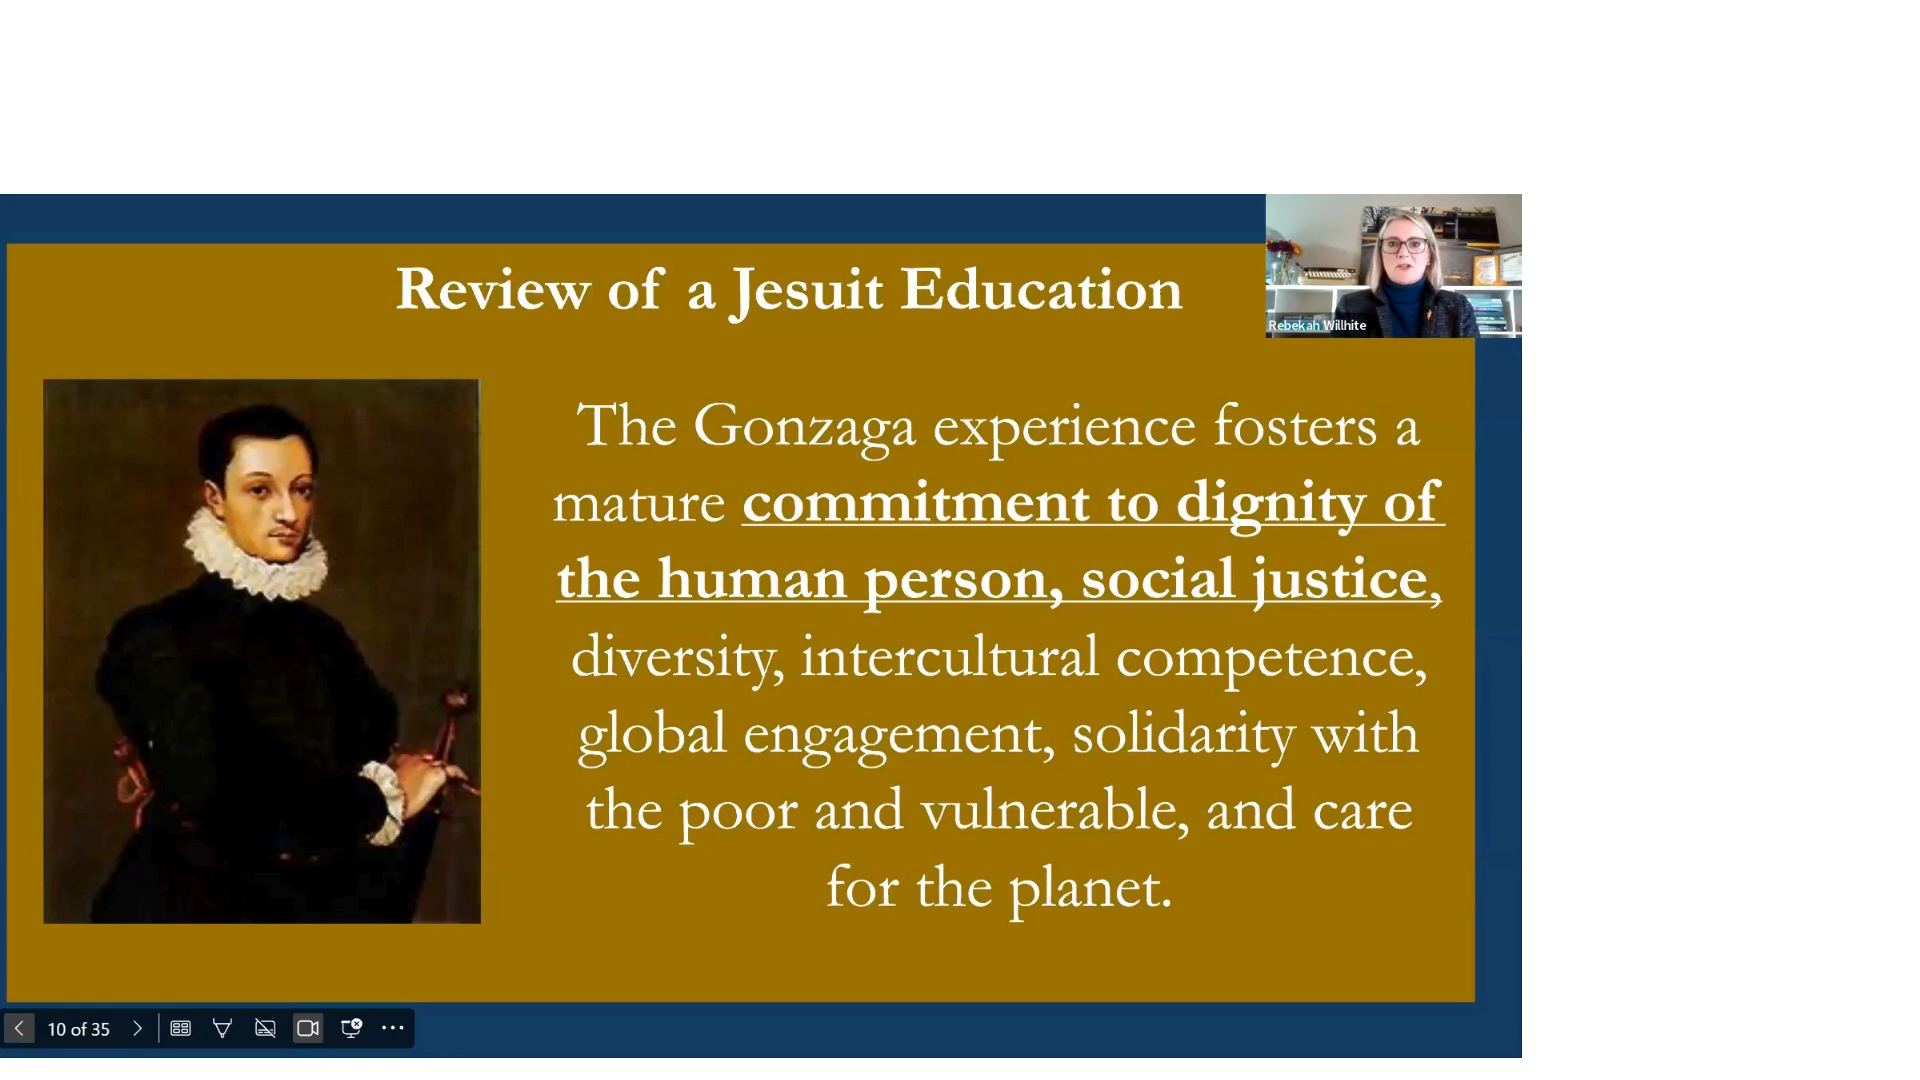 Review of a Jesuit Education
Rebekah Willhite
The Gonzaga experience fosters a
mature commitment to dignity of
the human person, social justice,
diversity, intercultural competence,
global engagement, solidarity with
the poor and vulnerable, and care
for the planet.
10 of 35